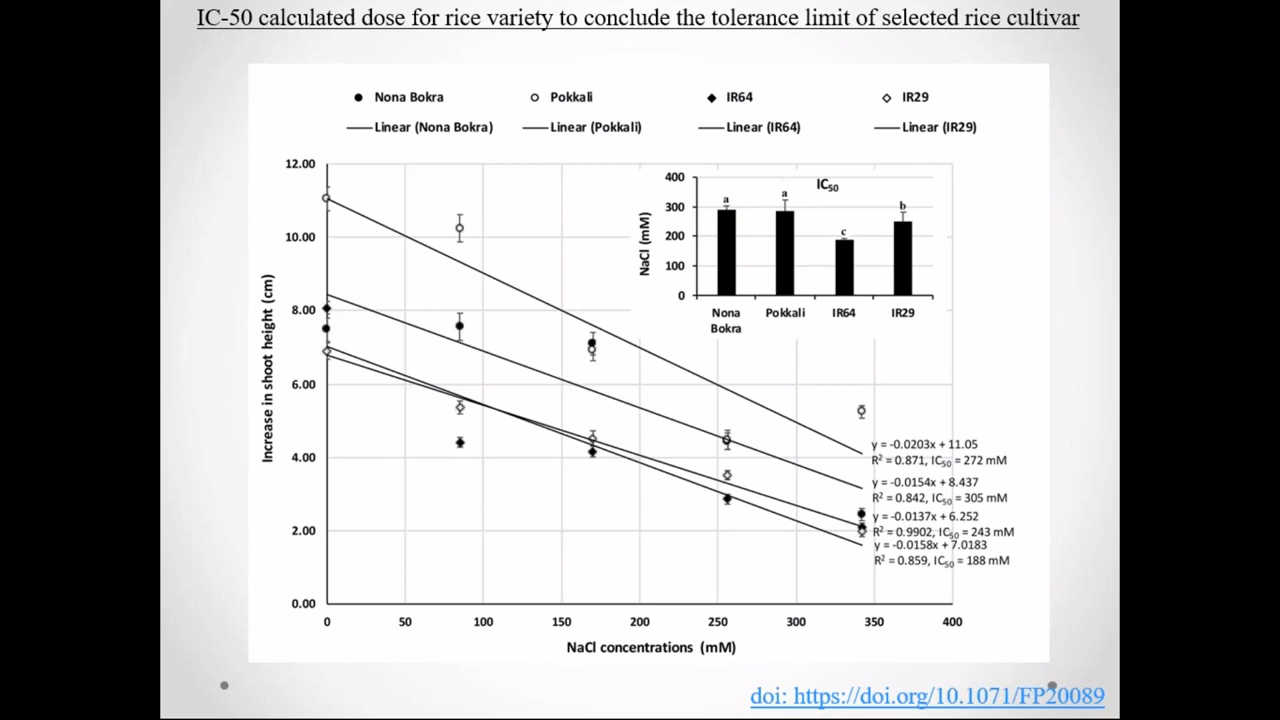 IC-50 calculated dose for rice variety to conclude the tolerance limit of selected rice cultivar
Nona Bokra Pokkali IR64 IR29
Linear (Nona Bokra) Linear (Pokkali) Linear (IR64) Linear (IR29)
12.00
10.00
8.00
6.00
4.00
2.00
0.00
Increase in shoot height (cm)
IC50
400
300
200
100
0
NaCl (mM)
a
a
c
b
Nona Bokra
Pokkali
IR64
IR29
y = -0.0203x + 11.05
R² = 0.871, IC50 = 272 mM
y = -0.0154x + 8.437
R² = 0.842, IC50 = 305 mM
y = -0.0137x + 6.252
R² = 0.9902, IC50 = 243 mM
y = -0.0158x + 7.0183
R² = 0.859, IC50 = 188 mM
0 50 100 150 200 250 300 350 400
NaCl concentrations (mM)
doi: https://doi.org/10.1071/FP20089